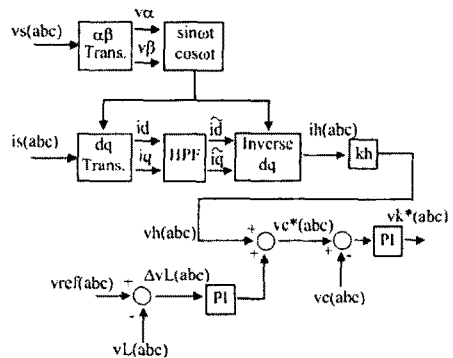 vs(abc)
αβ
Trans.
vα
vβ
sinωt
cosωt
is(abc)
dq
Trans.
id
iq
HPF
ĩd
ĩq
Inverse
dq
ih(abc)
kh
vh(abc)
+
+
vc*(abc)
+
-
PI
vk*(abc)
vref(abc)
+
-
ΔvL(abc)
PI
vc(abc)
vL(abc)